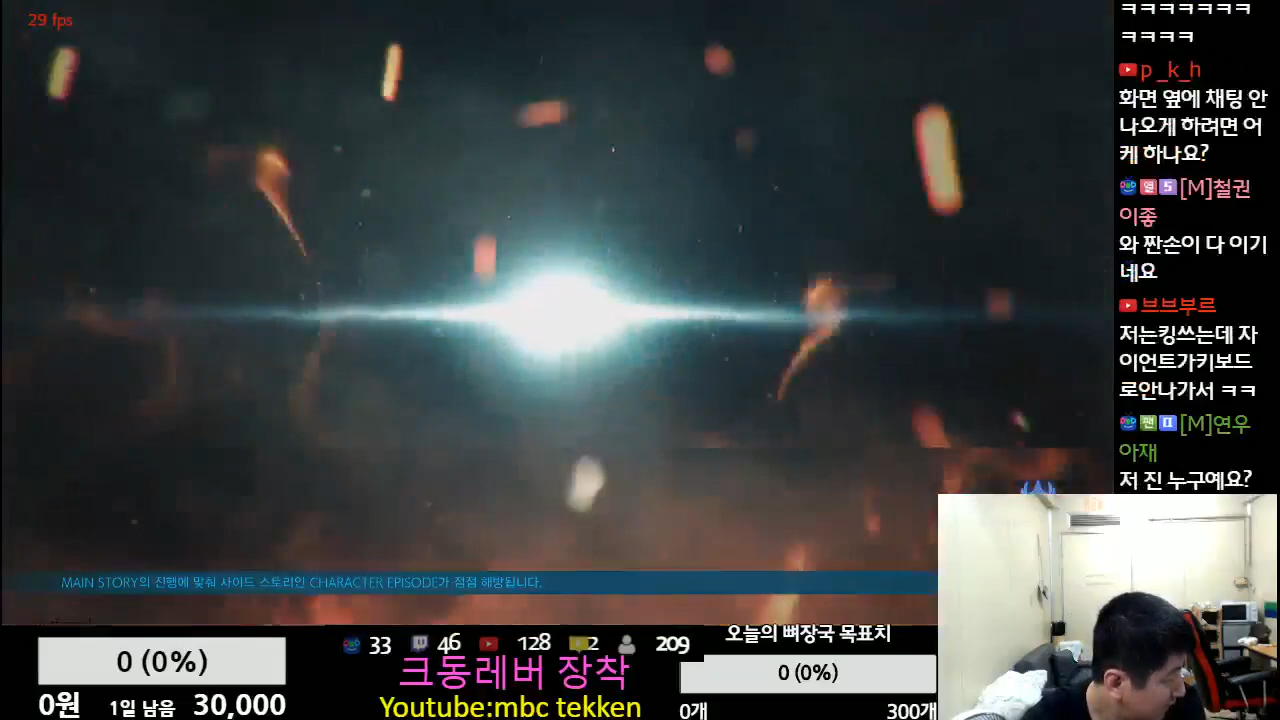 29 fps
ㅋㅋㅋㅋㅋㅋㅋ
ㅋㅋㅋㅋ
p _k_h
화면 옆에 채팅 안
나오게 하려면 어
케 하나요?
열 5 [M]철권
이좋
와 짠손이 다 이기
네요
브브부르
저는킹쓰는데 자
이언트가키보드
로안나가서 ㅋㅋ
팬 [M]연우
아재
저 진 누구예요?
MAIN STORY의 진행에 맞춰 사이드 스토리인 CHARACTER EPISODE가 점점 해방됩니다.
0 (0%)
0원 1일 남음 30,000
33 46 128 2 209
크동레버 장착
Youtube:mbc tekken
오늘의 뼈장국 목표치
0 (0%)
0개 300개